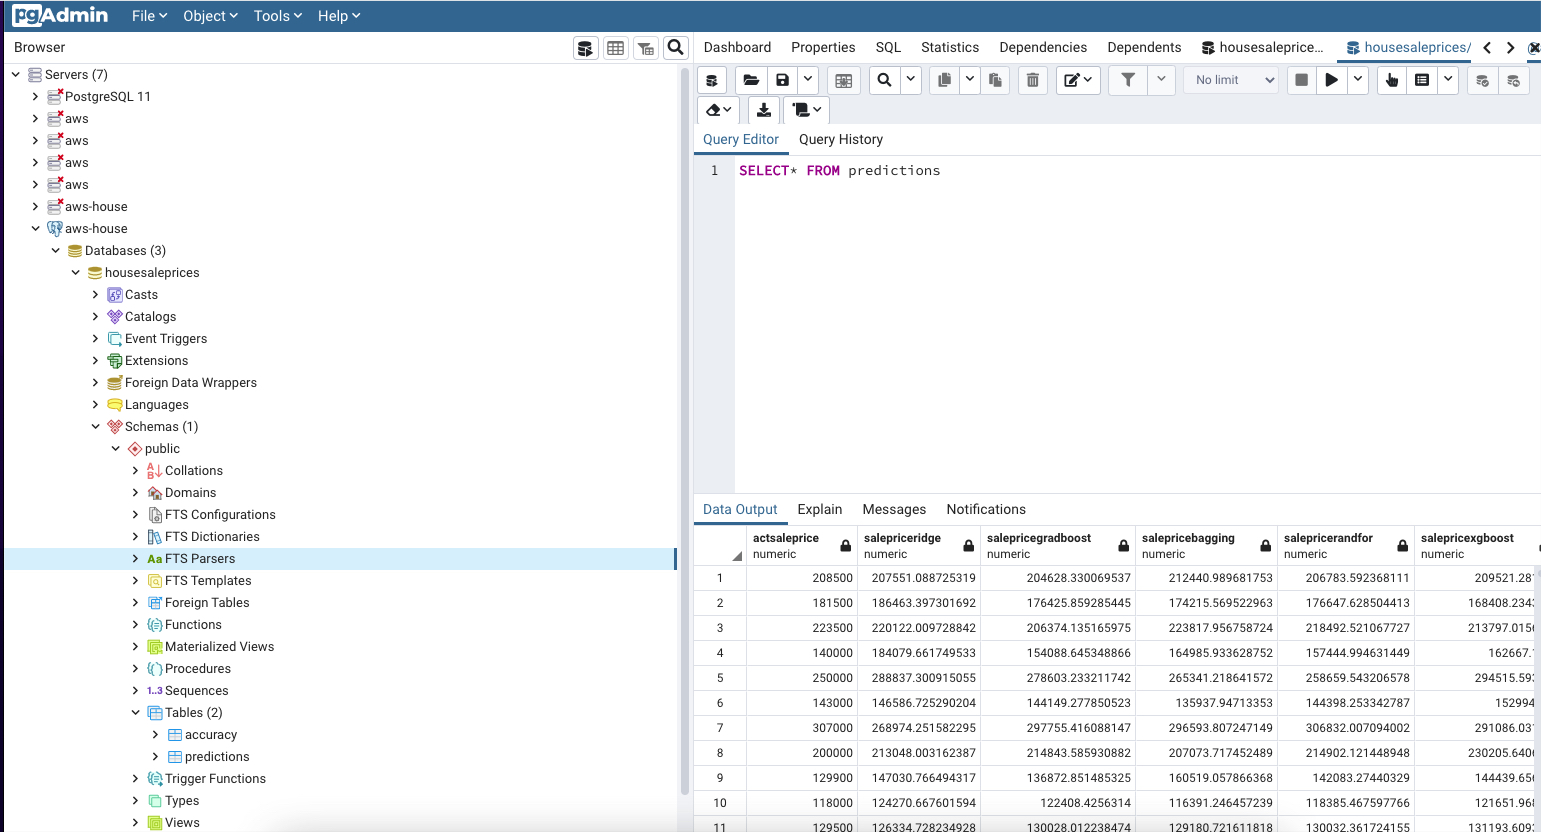 pgAdmin File Object Tools Help
Browser
Servers (7)
PostgreSQL 11
aws
aws
aws
aws
aws-house
aws-house
Databases (3)
housesaleprices
Casts
Catalogs
Event Triggers
Extensions
Foreign Data Wrappers
Languages
Schemas (1)
public
Collations
Domains
FTS Configurations
FTS Dictionaries
Aa FTS Parsers
FTS Templates
Foreign Tables
Functions
Materialized Views
Procedures
1..3 Sequences
Tables (2)
accuracy
predictions
Trigger Functions
Types
Views
Dashboard Properties SQL Statistics Dependencies Dependents housesaleprice... housesaleprices/
No limit
Query Editor Query History
1 SELECT* FROM predictions
Data Output Explain Messages Notifications
actsaleprice salepriceridge salepricegradboost salepricebagging salepricerandfor salepricexgboost
numeric numeric numeric numeric numeric numeric
1 208500 207551.088725319 204628.330069537 212440.989681753 206783.592368111 209521.28
2 181500 186463.397301692 176425.859285445 174215.569522963 176647.628504413 168408.234
3 223500 220122.009728842 206374.135165975 223817.956758724 218492.521067727 213797.015
4 140000 184079.661749533 154088.645348866 164985.933628752 157444.994631449 162667.
5 250000 288837.300915055 278603.233211742 265341.218641572 258659.543206578 294515.59
6 143000 146586.725290204 144149.277850523 135937.94713353 144398.253342787 152994
7 307000 268974.251582295 297755.416088147 296593.807247149 306832.007094002 291086.03
8 200000 213048.003162387 214843.585930882 207073.717452489 214902.121448948 230205.640
9 129900 147030.766494317 136872.851485325 160519.057866368 142083.27440329 144439.65
10 118000 124270.667601594 122408.4256314 116391.246457239 118385.467597766 121651.96
11 129500 126334.728234928 130028.012238474 129180.721611818 130032.361724155 131193.609